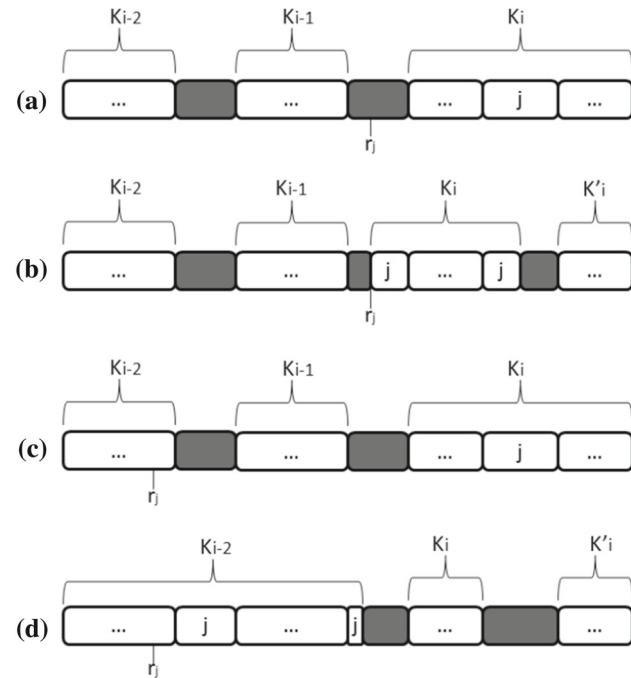 Ki-2 Ki-1 Ki
(a) ... ... ... j ...
rj
Ki-2 Ki-1 Ki K'i
(b) ... ... j ... j ...
rj
Ki-2 Ki-1 Ki
(c) ... ... ... j ...
rj
Ki-2 Ki K'i
(d) ... j ... j ... ...
rj